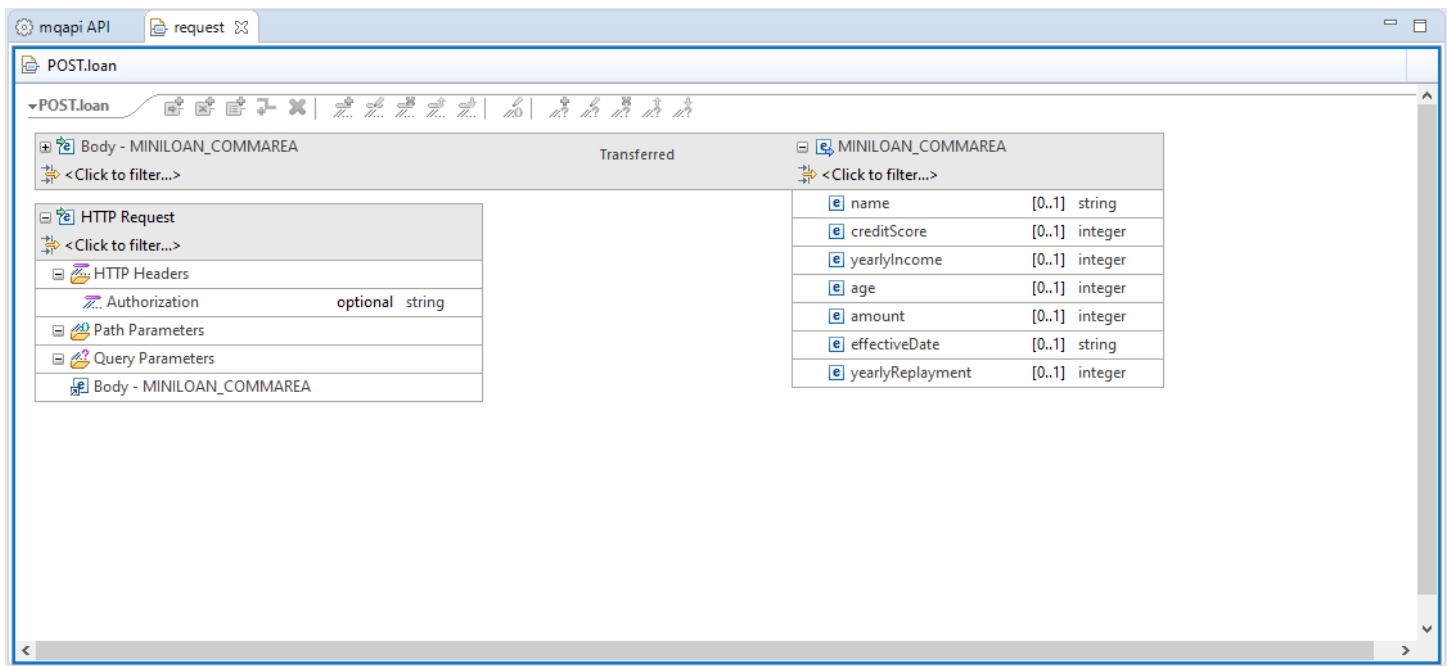 mqapi API request
POST.loan
POST.loan
Body - MINILOAN_COMMAREA Transferred MINILOAN_COMMAREA
<Click to filter...> <Click to filter...>
name [0..1] string
HTTP Request
creditScore [0..1] integer
<Click to filter...>
yearlyIncome [0..1] integer
HTTP Headers
age [0..1] integer
Authorization optional string
amount [0..1] integer
Path Parameters
effectiveDate [0..1] string
Query Parameters
yearlyReplayment [0..1] integer
Body - MINILOAN_COMMAREA